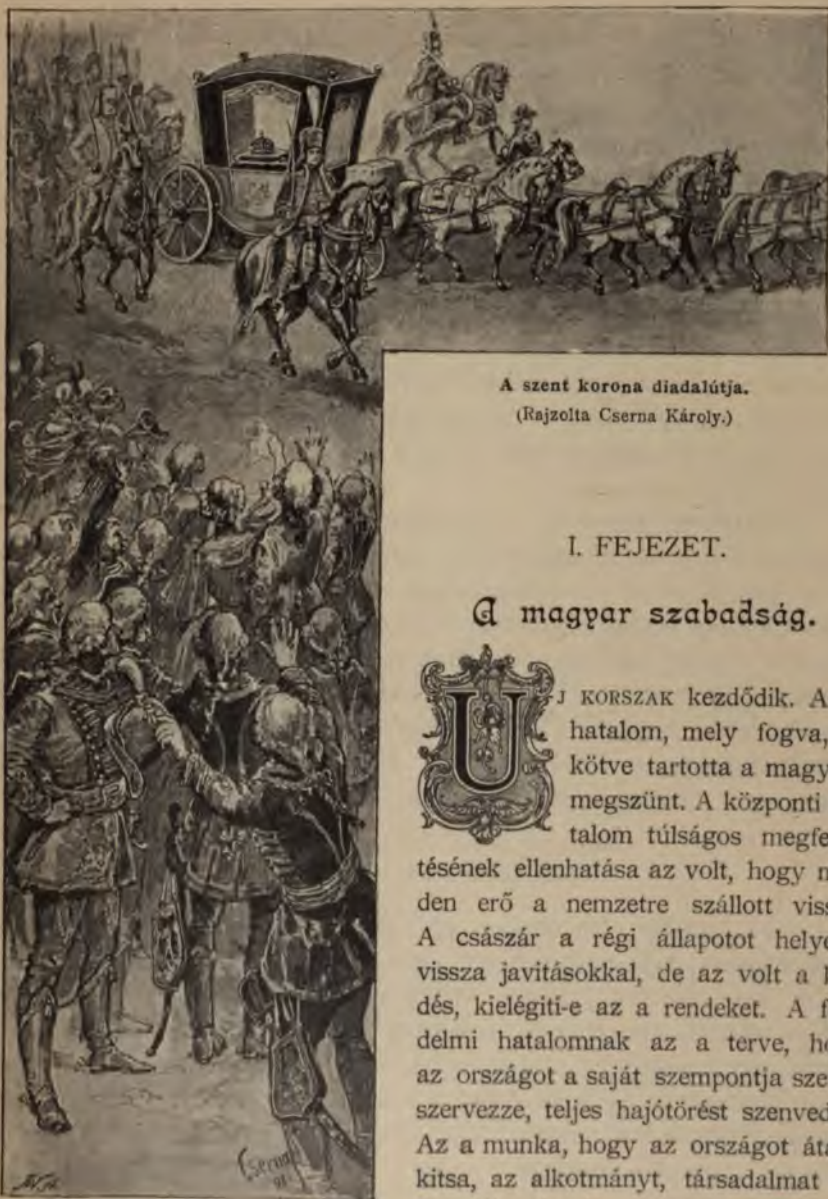 A szent korona diadalútja.
(Rajzolta Cserna Károly.)
I. FEJEZET.
A magyar szabadság.
UJ KORSZAK kezdődik. A
hatalom, mely fogva,
kötve tartotta a magy
megszünt. A központi
talom túlságos megfe
tésének ellenhatása az volt, hogy m
den erő a nemzetre szállott viss
A császár a régi állapotot helye
vissza javitásokkal, de az volt a k
dés, kielégiti-e az a rendeket. A f
delmi hatalomnak az a terve, ho
az országot a saját szempontja sze
szervezze, teljes hajótörést szenved
Az a munka, hogy az országot áta
kitsa, az alkotmányt, társadalmat
Cserna
91